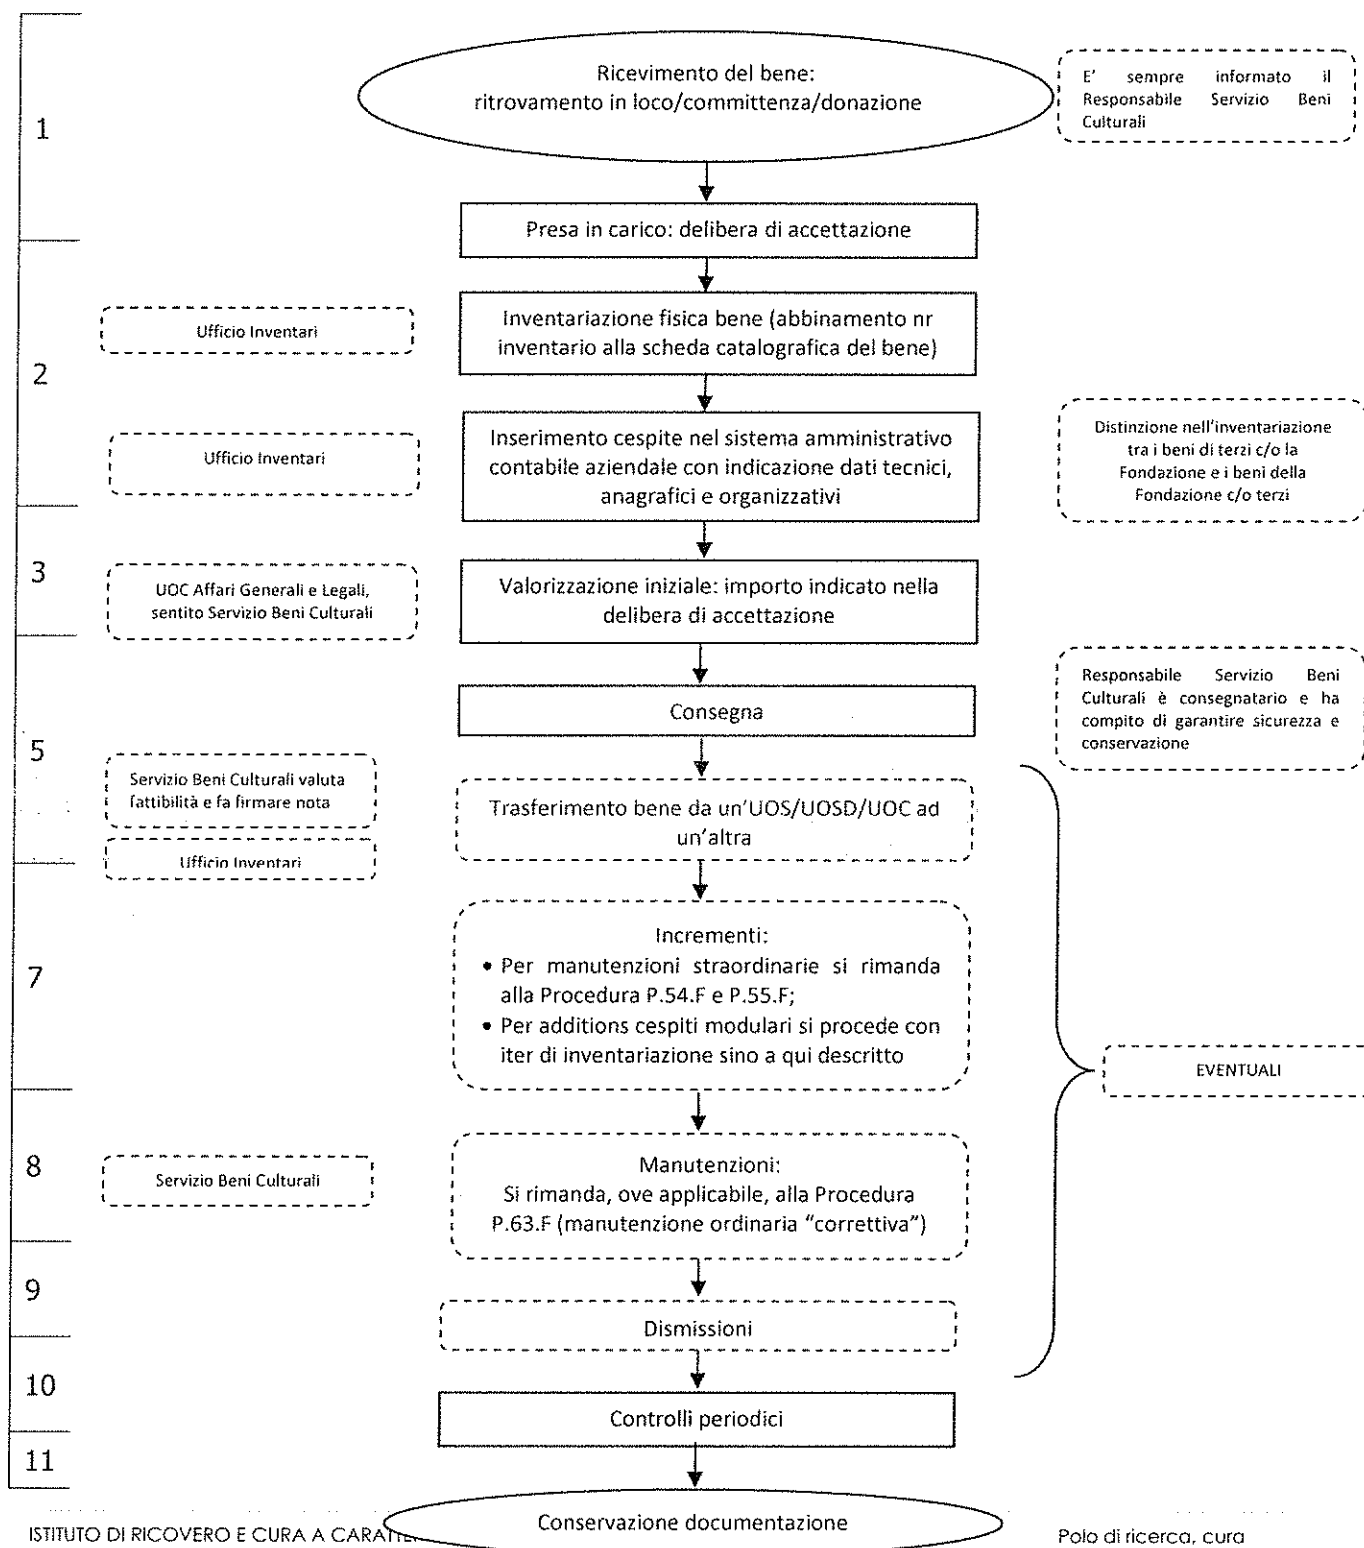 1
Ricevimento del bene:
ritrovamento in loco/committenza/donazione
E' sempre informato il
Responsabile Servizio Beni
Culturali
Presa in carico: delibera di accettazione
2
Ufficio Inventari
Inventariazione fisica bene (abbinamento nr
inventario alla scheda catalografica del bene)
Ufficio Inventari
Inserimento cespite nel sistema amministrativo
contabile aziendale con indicazione dati tecnici,
anagrafici e organizzativi
Distinzione nell'inventariazione
tra i beni di terzi c/o la
Fondazione e i beni della
Fondazione c/o terzi
3
UOC Affari Generali e Legali,
sentito Servizio Beni Culturali
Valorizzazione iniziale: importo indicato nella
delibera di accettazione
5
Consegna
Responsabile Servizio Beni
Culturali è consegnatario e ha
compito di garantire sicurezza e
conservazione
Servizio Beni Culturali valuta
fattibilità e fa firmare nota
Ufficio Inventari
Trasferimento bene da un'UOS/UOSD/UOC ad
un'altra
7
Incrementi:
• Per manutenzioni straordinarie si rimanda
alla Procedura P.54.F e P.55.F;
• Per additions cespiti modulari si procede con
iter di inventariazione sino a qui descritto
EVENTUALI
8
Servizio Beni Culturali
Manutenzioni:
Si rimanda, ove applicabile, alla Procedura
P.63.F (manutenzione ordinaria "correttiva")
9
Dismissioni
10
Controlli periodici
11
Conservazione documentazione
ISTITUTO DI RICOVERO E CURA A
Polo di ricerca, cura